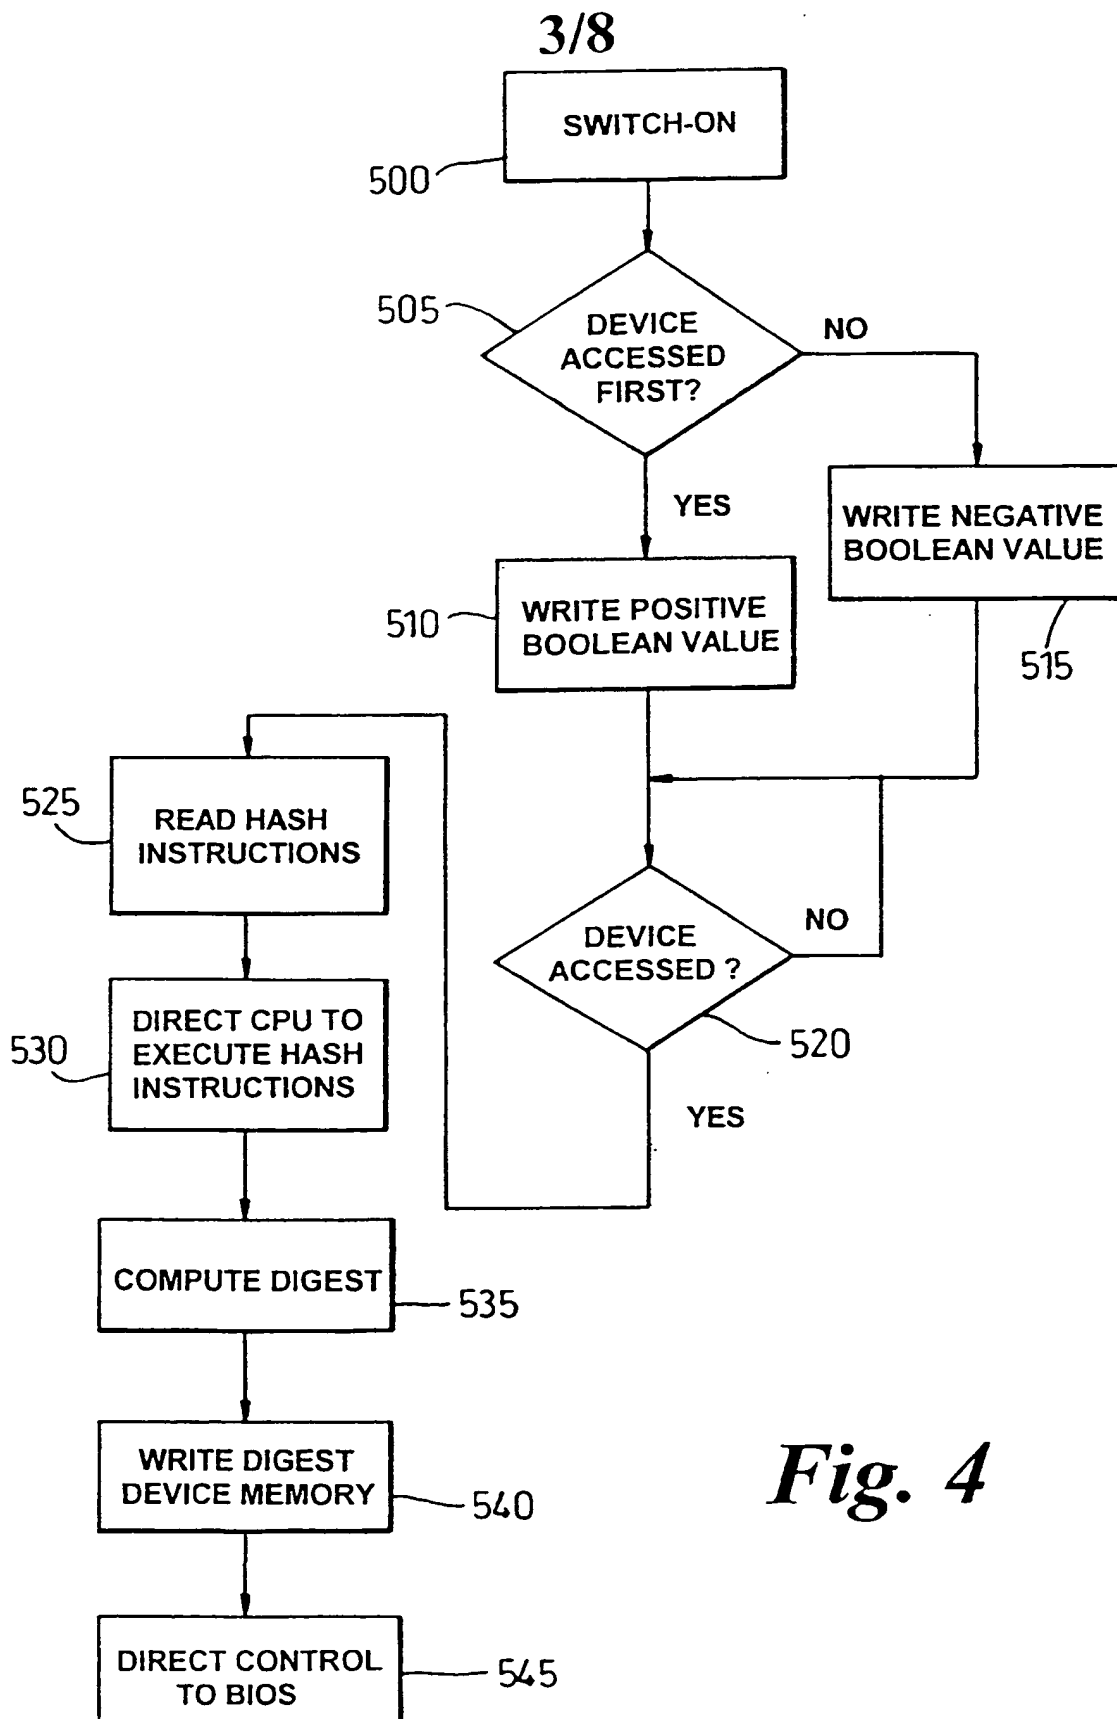 3/8
SWITCH-ON
500
505
DEVICE
ACCESSED
FIRST?
NO
YES
WRITE NEGATIVE
BOOLEAN VALUE
515
510
WRITE POSITIVE
BOOLEAN VALUE
DEVICE
ACCESSED ?
NO
520
YES
525
READ HASH
INSTRUCTIONS
530
DIRECT CPU TO
EXECUTE HASH
INSTRUCTIONS
COMPUTE DIGEST
535
WRITE DIGEST
DEVICE MEMORY
540
DIRECT CONTROL
TO BIOS
545
Fig. 4